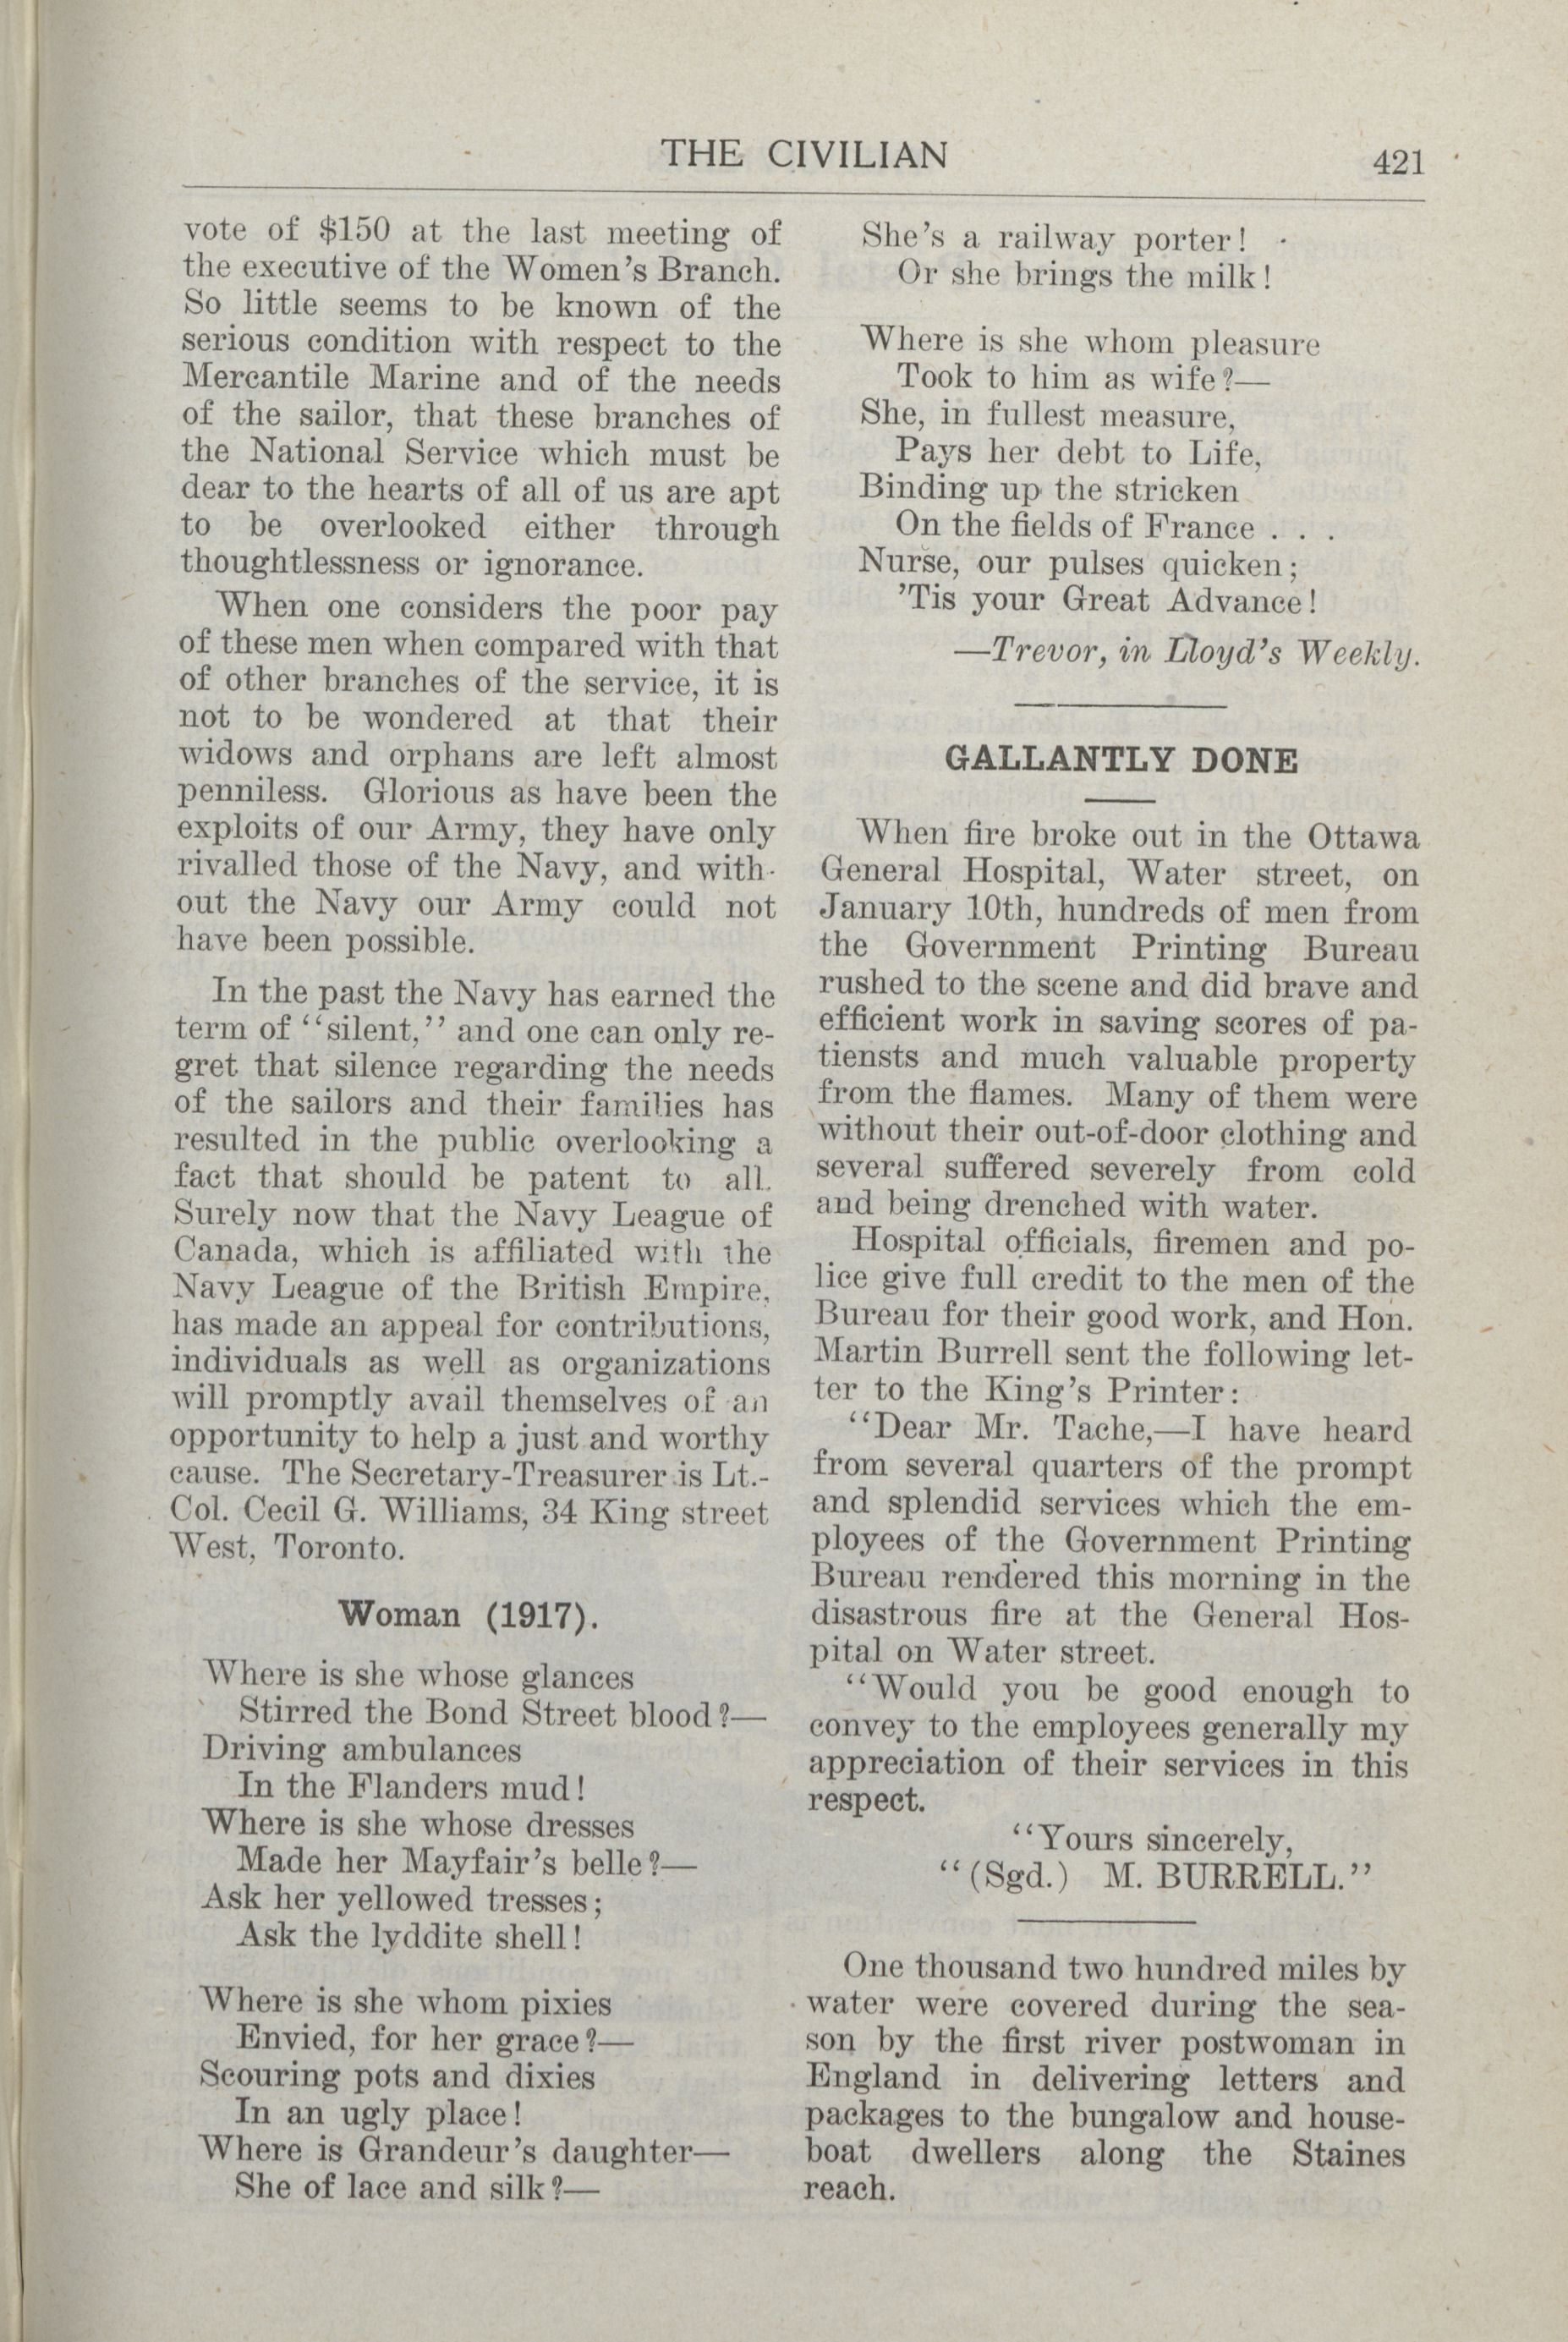 THE CIVILIAN
421
vote of $150 at the last meeting of
the executive of the Women's Branch.
So little seems to be known of the
serious condition with respect to the
Mercantile Marine and of the needs
of the sailor, that these branches of
the National Service which must be
dear to the hearts of all of us are apt
to be overlooked either through
thoughtlessness or ignorance.
When one considers the poor pay
of these men when compared with that
of other branches of the service, it is
not to be wondered at that their
widows and orphans are left almost
penniless. Glorious as have been the
exploits of our Army, they have only
rivalled those of the Navy, and with-
out the Navy our Army could not
have been possible.
In the past the Navy has earned the
term of "silent," and one can only re-
gret that silence regarding the needs
of the sailors and their families has
resulted in the public overlooking a
fact that should be patent to all.
Surely now that the Navy League of
Canada, which is affiliated with the
Navy League of the British Empire,
has made an appeal for contributions,
individuals as well as organizations
will promptly avail themselves of an
opportunity to help a just and worthy
cause. The Secretary-Treasurer is Lt.-
Col. Cecil G. Williams, 34 King street
West, Toronto.
Woman (1917).
Where is she whose glances
Stirred the Bond Street blood?—
Driving ambulances
In the Flanders mud!
Where is she whose dresses
Made her Mayfair's belle?—
Ask her yellowed tresses;
Ask the lyddite shell!
Where is she whom pixies
Envied, for her grace?—
Scouring pots and dixies
In an ugly place!
Where is Grandeur's daughter—
She of lace and silk?—
She's a railway porter!
Or she brings the milk!
Where is she whom pleasure
Took to him as wife?—
She, in fullest measure,
Pays her debt to Life,
Binding up the stricken
On the fields of France . . .
Nurse, our pulses quicken;
'Tis your Great Advance!
—Trevor, in Lloyd's Weekly.
GALLANTLY DONE
When fire broke out in the Ottawa
General Hospital, Water street, on
January 10th, hundreds of men from
the Government Printing Bureau
rushed to the scene and did brave and
efficient work in saving scores of pa-
tiensts and much valuable property
from the flames. Many of them were
without their out-of-door clothing and
several suffered severely from cold
and being drenched with water.
Hospital officials, firemen and po-
lice give full credit to the men of the
Bureau for their good work, and Hon.
Martin Burrell sent the following let-
ter to the King's Printer:
"Dear Mr. Tache,—I have heard
from several quarters of the prompt
and splendid services which the em-
ployees of the Government Printing
Bureau rendered this morning in the
disastrous fire at the General Hos-
pital on Water street.
"Would you be good enough to
convey to the employees generally my
appreciation of their services in this
respect.
"Yours sincerely,
"(Sgd.) M. BURRELL."
One thousand two hundred miles by
water were covered during the sea-
son by the first river postwoman in
England in delivering letters and
packages to the bungalow and house-
boat dwellers along the Staines
reach.